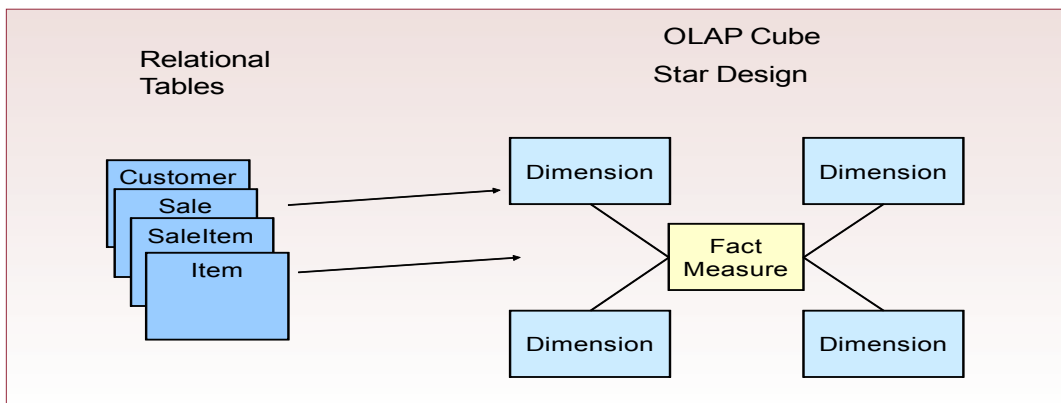 Relational
Tables
OLAP Cube
Star Design
Customer
Sale
SaleItem
Item
Dimension
Dimension
Fact
Measure
Dimension
Dimension